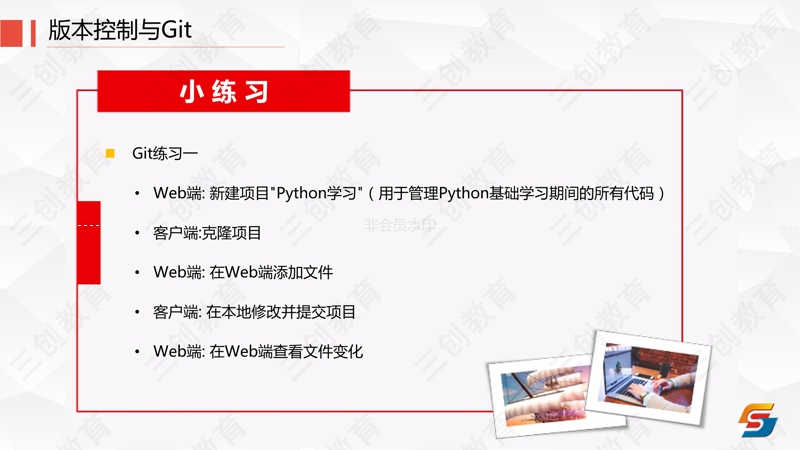 版本控制与Git
小 练 习
Git练习一
Web端: 新建项目"Python学习"（用于管理Python基础学习期间的所有代码）
客户端:克隆项目
非会员水印
Web端: 在Web端添加文件
客户端: 在本地修改并提交项目
Web端: 在Web端查看文件变化
三创教育